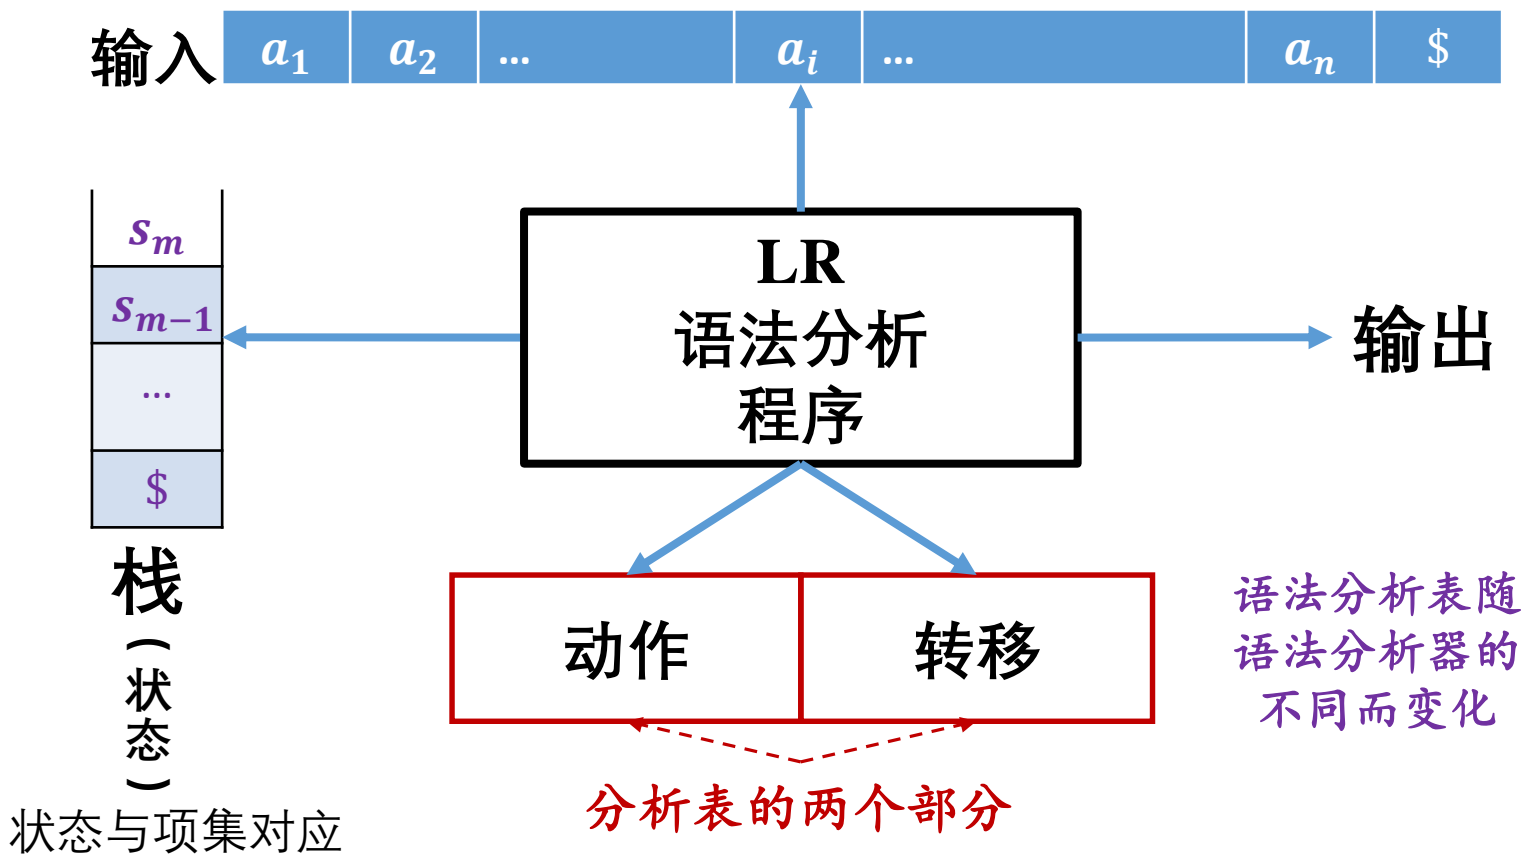 输入 a₁ a₂ ... aᵢ ... aₙ $
sₘ
sₘ₋₁
...
$
栈
(状态)
状态与项集对应
LR
语法分析
程序
输出
动作 转移
分析表的两个部分
语法分析表随
语法分析器的
不同而变化